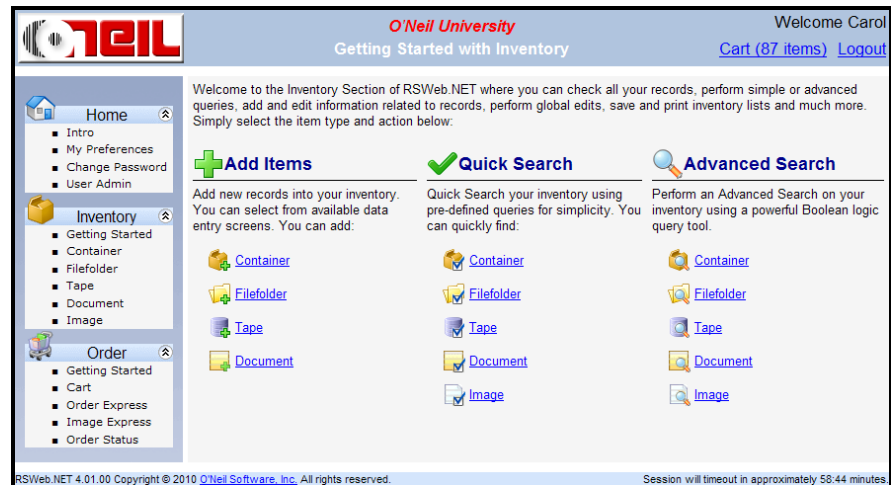 O'NEIL
O'Neil University
Getting Started with Inventory
Welcome Carol
Cart (87 items) Logout
Home
Intro
My Preferences
Change Password
User Admin
Inventory
Getting Started
Container
Filefolder
Tape
Document
Image
Order
Getting Started
Cart
Order Express
Image Express
Order Status
Welcome to the Inventory Section of RSWeb.NET where you can check all your records, perform simple or advanced
queries, add and edit information related to records, perform global edits, save and print inventory lists and much more.
Simply select the item type and action below:
Add Items
Add new records into your inventory.
You can select from available data
entry screens. You can add:
Container
Filefolder
Tape
Document
Quick Search
Quick Search your inventory using
pre-defined queries for simplicity. You
can quickly find:
Container
Filefolder
Tape
Document
Image
Advanced Search
Perform an Advanced Search on your
inventory using a powerful Boolean logic
query tool.
Container
Filefolder
Tape
Document
Image
RSWeb.NET 4.01.00 Copyright © 2010 O'Neil Software, Inc. All rights reserved.
Session will timeout in approximately 58:44 minutes.